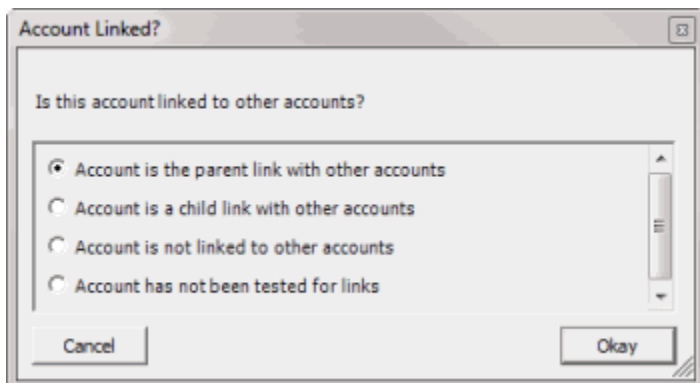 Account Linked?
Is this account linked to other accounts?
Account is the parent link with other accounts
Account is a child link with other accounts
Account is not linked to other accounts
Account has not been tested for links
Cancel
Okay